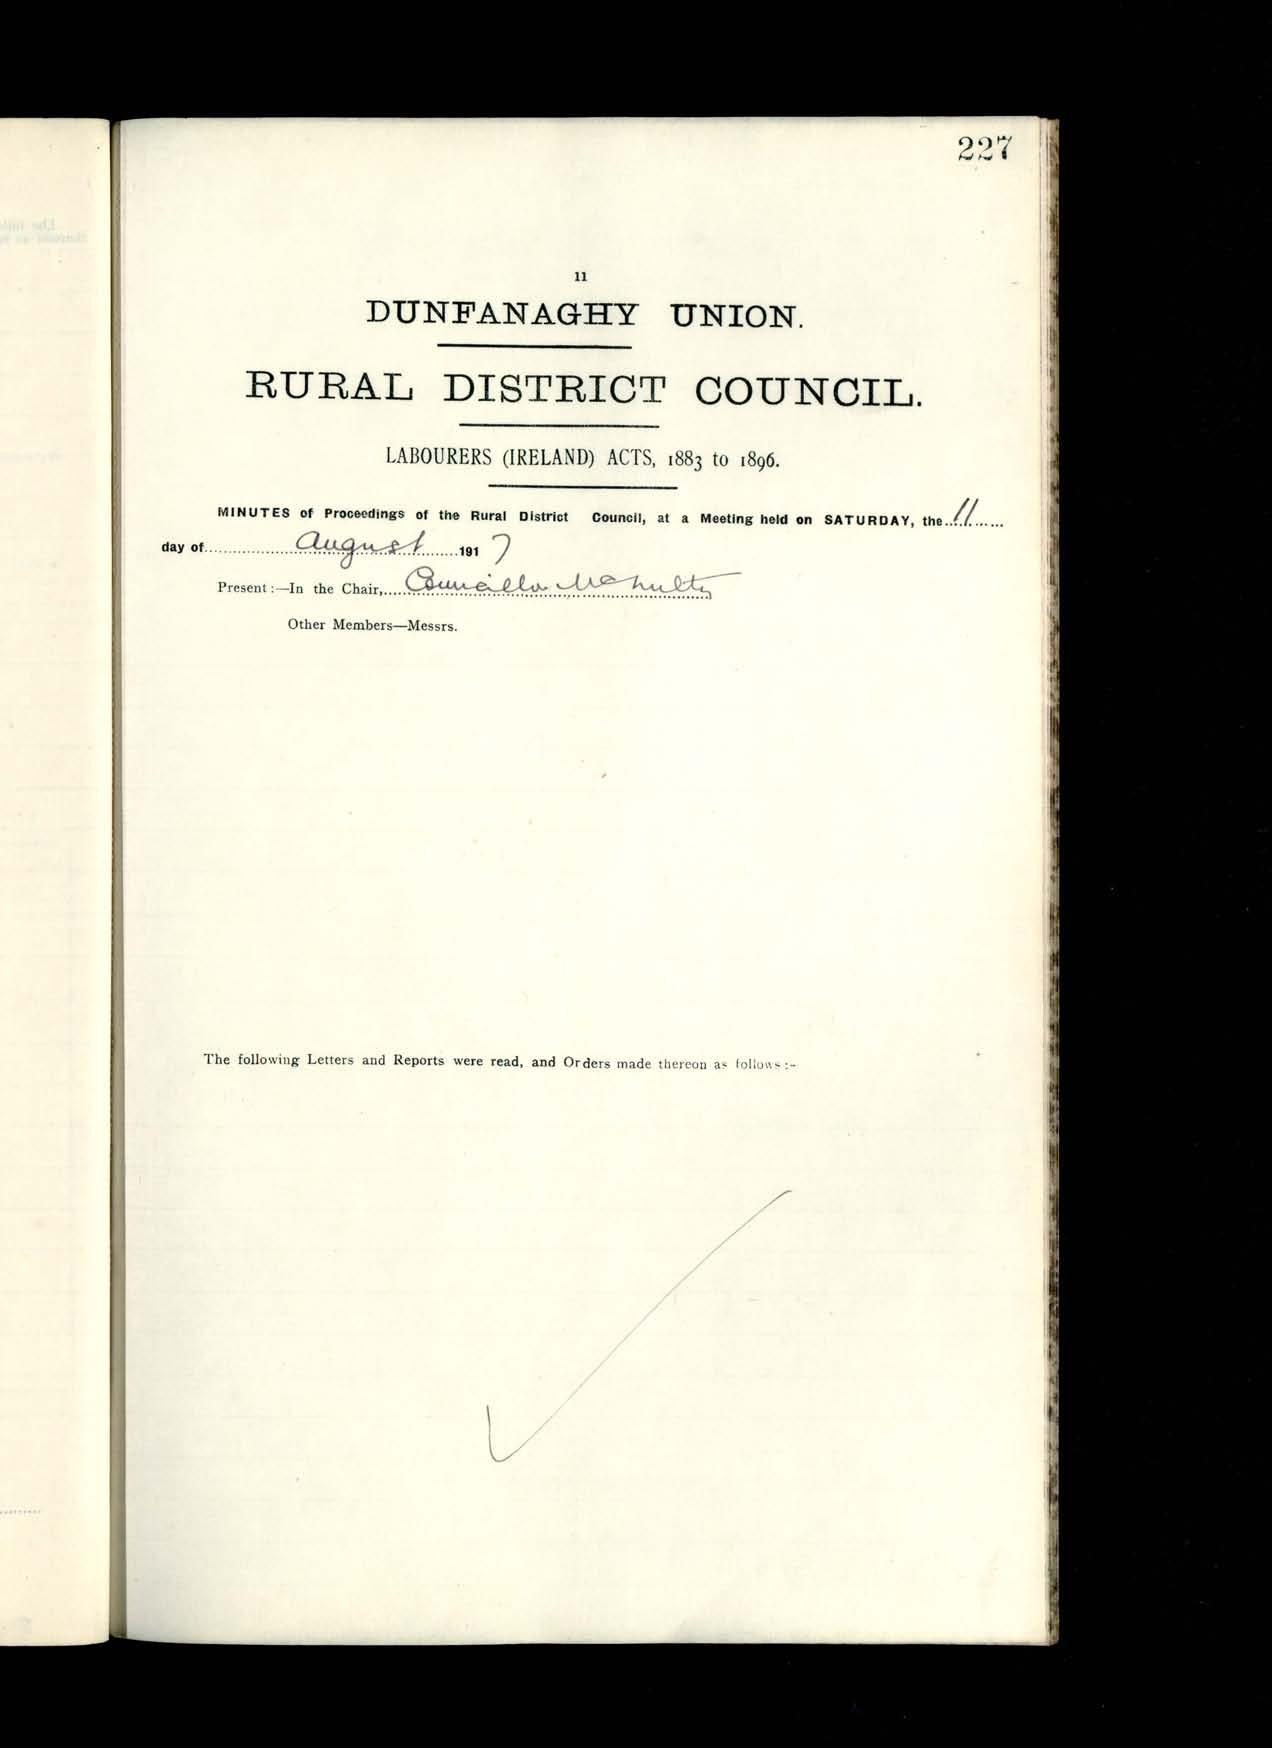 227
11
DUNFANAGHY UNION.
RURAL DISTRICT COUNCIL.
LABOURERS (IRELAND) ACTS, 1883 to 1896.
MINUTES of Proceedings of the Rural District Council, at a Meeting held on SATURDAY, the 11
day of August 1917
Present:—In the Chair, Councillor McNulty
Other Members—Messrs.
The following Letters and Reports were read, and Orders made thereon as follows:-